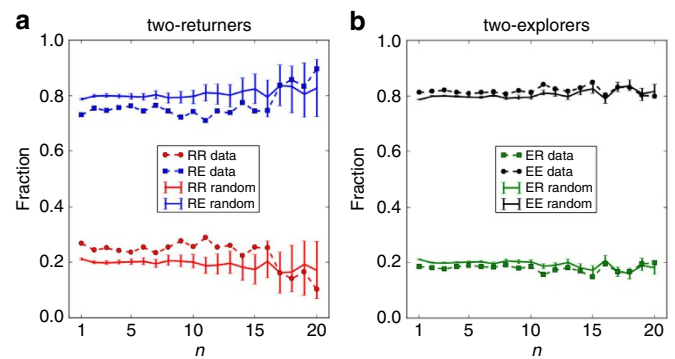 a
two-returners
1.0
0.8
0.6
0.4
0.2
0.0
Fraction
RR data
RE data
RR random
RE random
1
5
10
15
20
n
b
two-explorers
1.0
0.8
0.6
0.4
0.2
0.0
Fraction
ER data
EE data
ER random
EE random
1
5
10
15
20
n